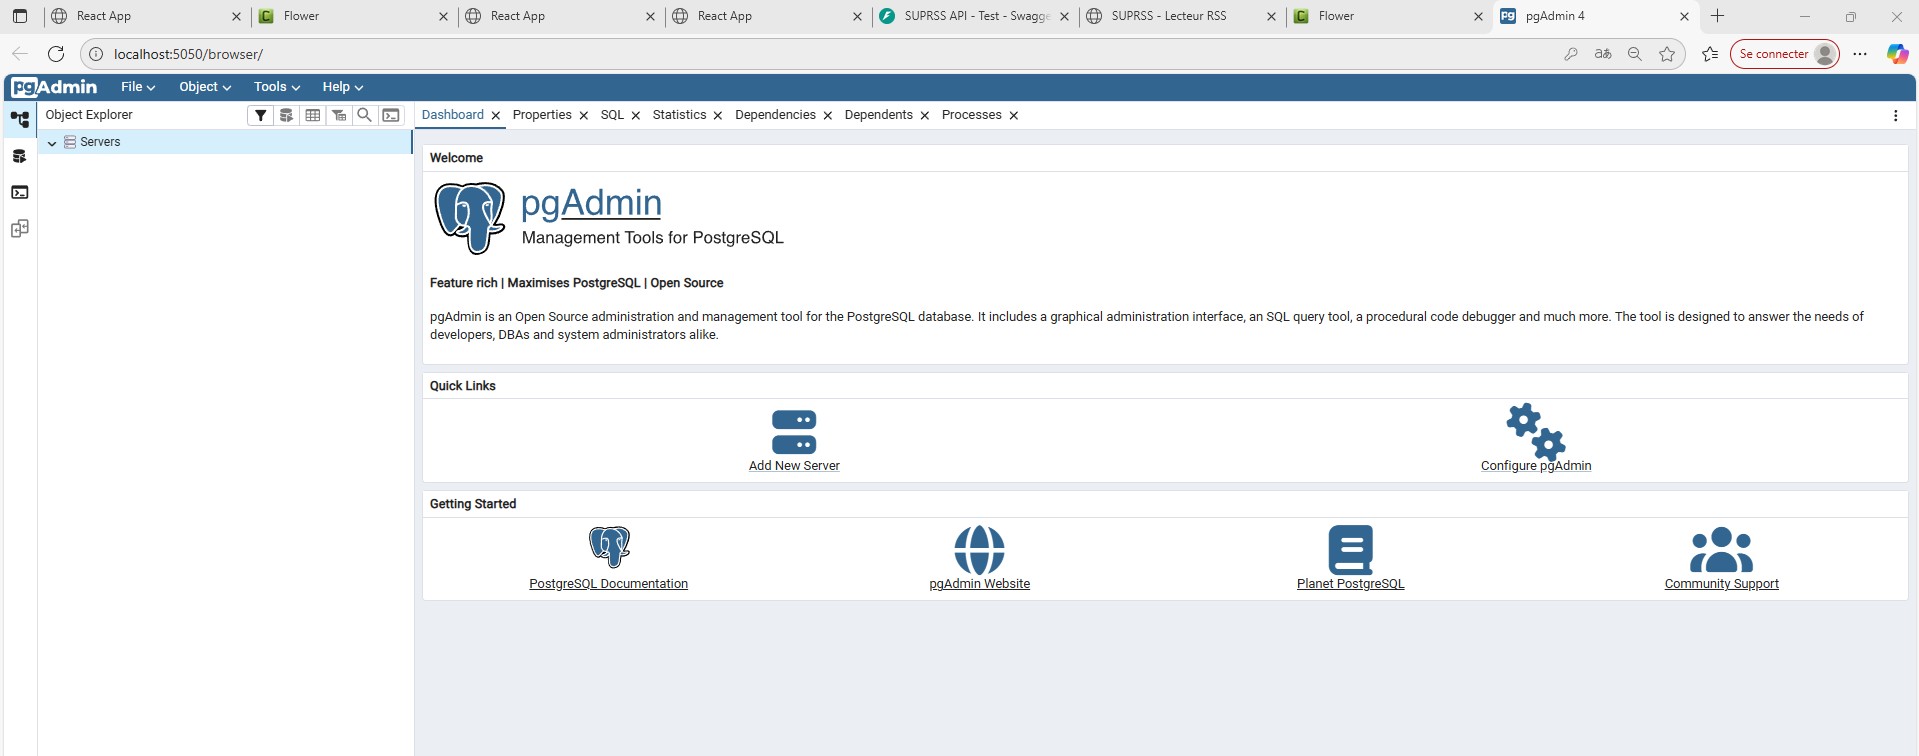 React App
Flower
React App
React App
SUPRSS API - Test - Swagge
SUPRSS - Lecteur RSS
Flower
pgAdmin 4
localhost:5050/browser/
Se connecter
pgAdmin File Object Tools Help
Object Explorer
Dashboard Properties SQL Statistics Dependencies Dependents Processes
Servers
Welcome
pgAdmin
Management Tools for PostgreSQL
Feature rich | Maximises PostgreSQL | Open Source
pgAdmin is an Open Source administration and management tool for the PostgreSQL database. It includes a graphical administration interface, an SQL query tool, a procedural code debugger and much more. The tool is designed to answer the needs of
developers, DBAs and system administrators alike.
Quick Links
Add New Server
Configure pgAdmin
Getting Started
PostgreSQL Documentation
pgAdmin Website
Planet PostgreSQL
Community Support